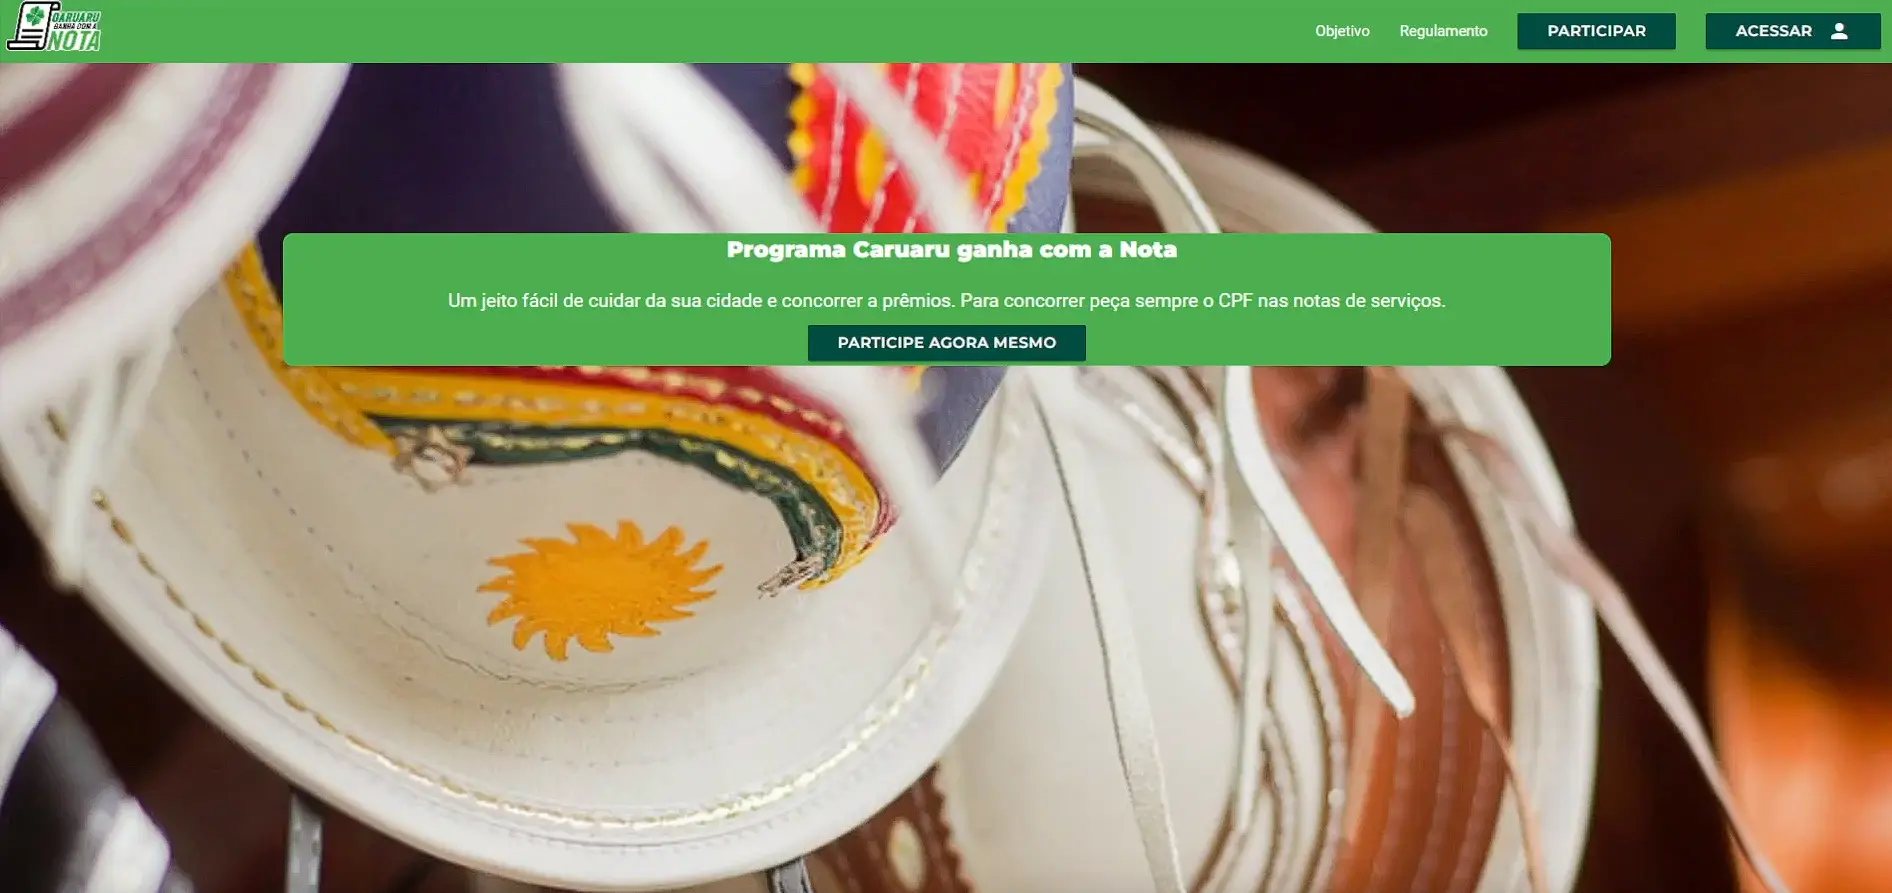 CARUARU
GANHA COM A
NOTA
Objetivo
Regulamento
PARTICIPAR
ACESSAR
Programa Caruaru ganha com a Nota
Um jeito fácil de cuidar da sua cidade e concorrer a prêmios. Para concorrer peça sempre o CPF nas notas de serviços.
PARTICIPE AGORA MESMO